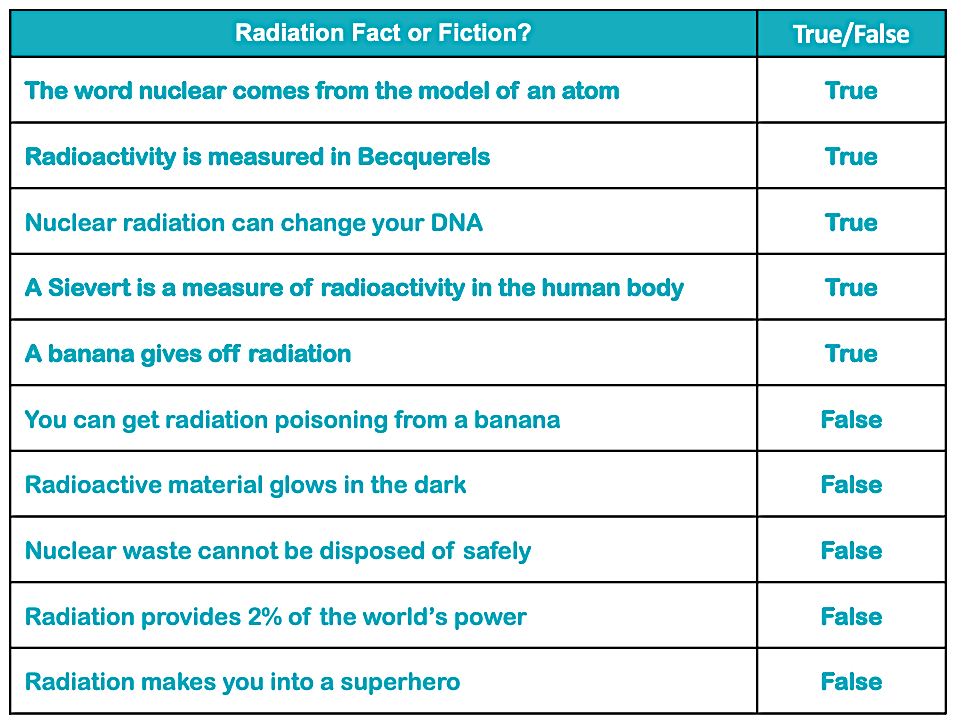 Radiation Fact or Fiction? True/False
The word nuclear comes from the model of an atom True
Radioactivity is measured in Becquerels True
Nuclear radiation can change your DNA True
A Sievert is a measure of radioactivity in the human body True
A banana gives off radiation True
You can get radiation poisoning from a banana False
Radioactive material glows in the dark False
Nuclear waste cannot be disposed of safely False
Radiation provides 2% of the world’s power False
Radiation makes you into a superhero False